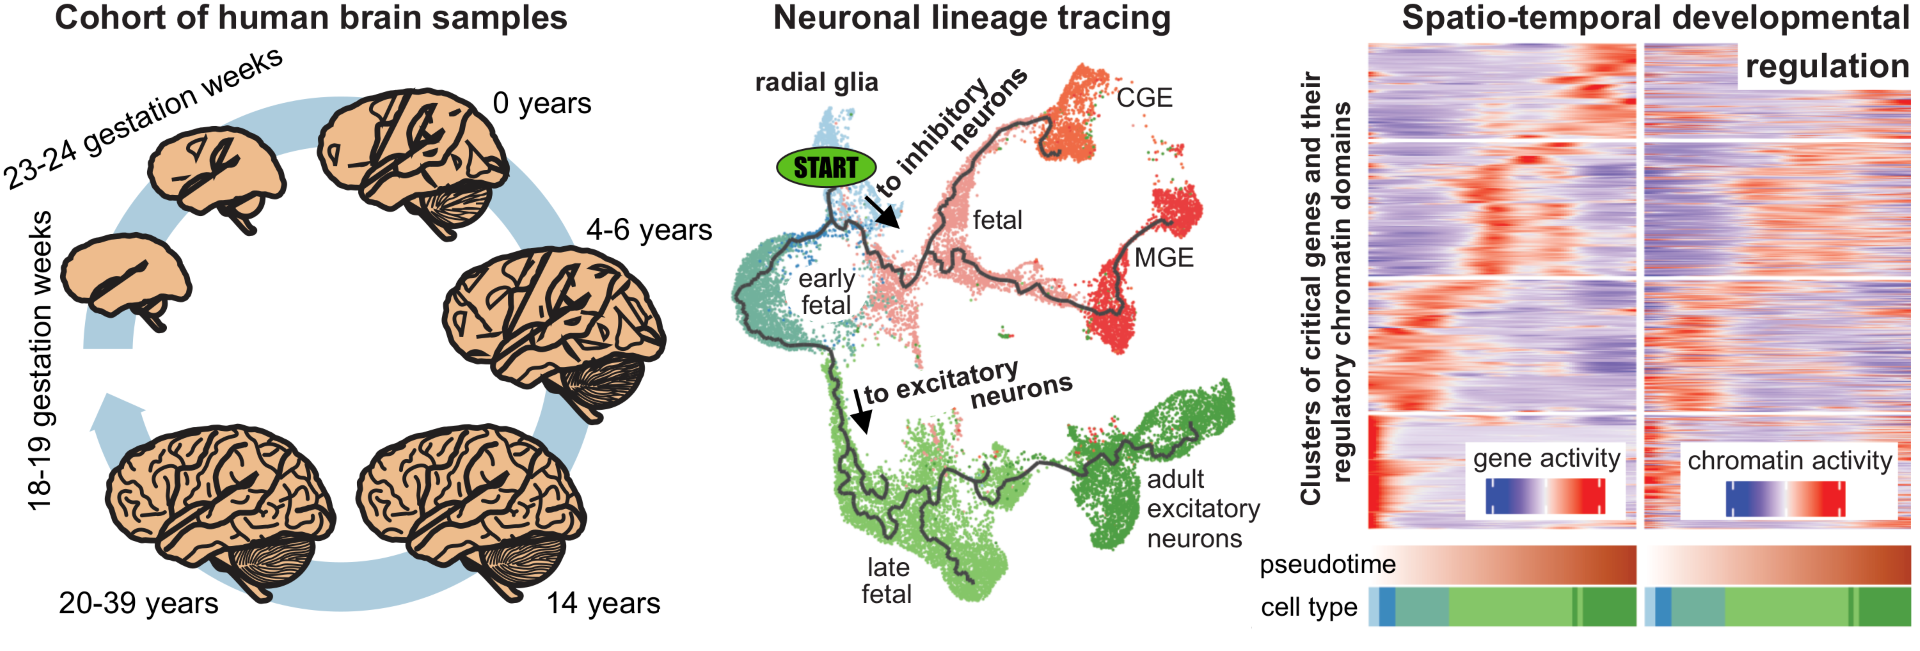 Cohort of human brain samples
23-24 gestation weeks
0 years
4-6 years
18-19 gestation weeks
20-39 years
14 years
Neuronal lineage tracing
radial glia
START
to inhibitory
neurons
CGE
fetal
MGE
early
fetal
to excitatory
neurons
adult
excitatory
neurons
late
fetal
Spatio-temporal developmental
regulation
Clusters of critical genes and their
regulatory chromatin domains
gene activity
chromatin activity
pseudotime
cell type